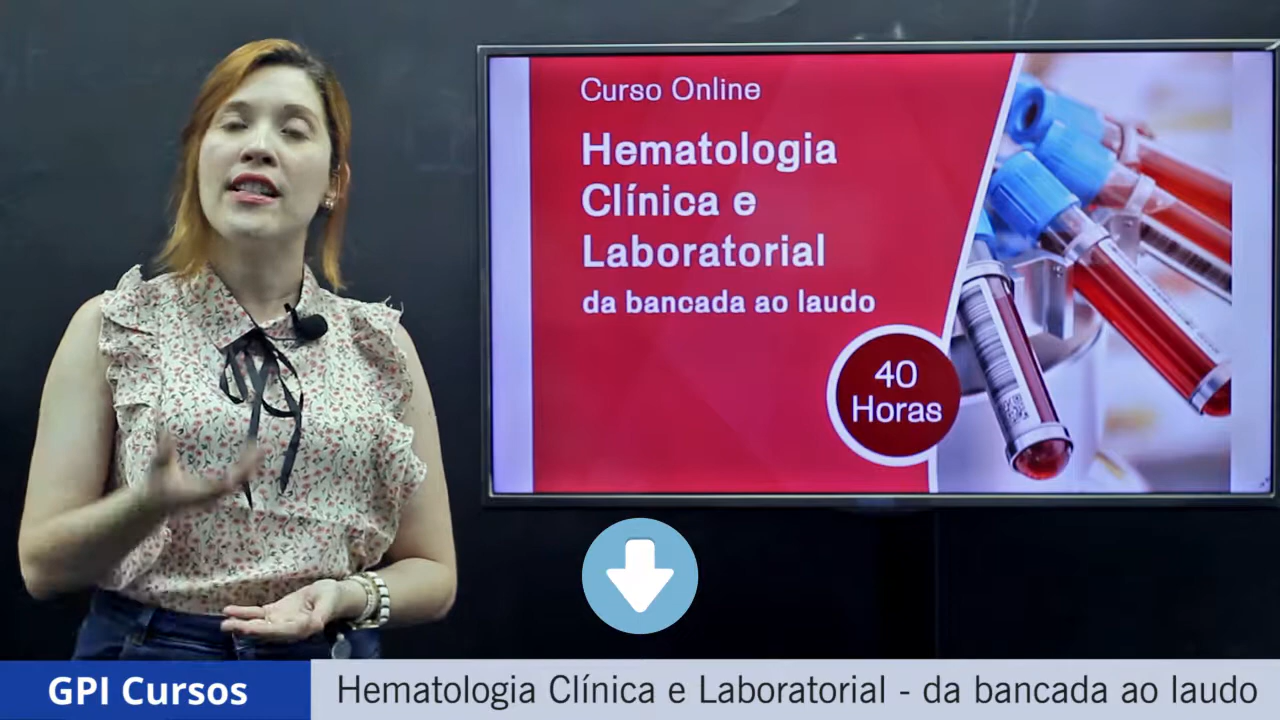 Curso Online
Hematologia
Clínica e
Laboratorial
da bancada ao laudo
40
Horas
GPI Cursos
Hematologia Clínica e Laboratorial - da bancada ao laudo